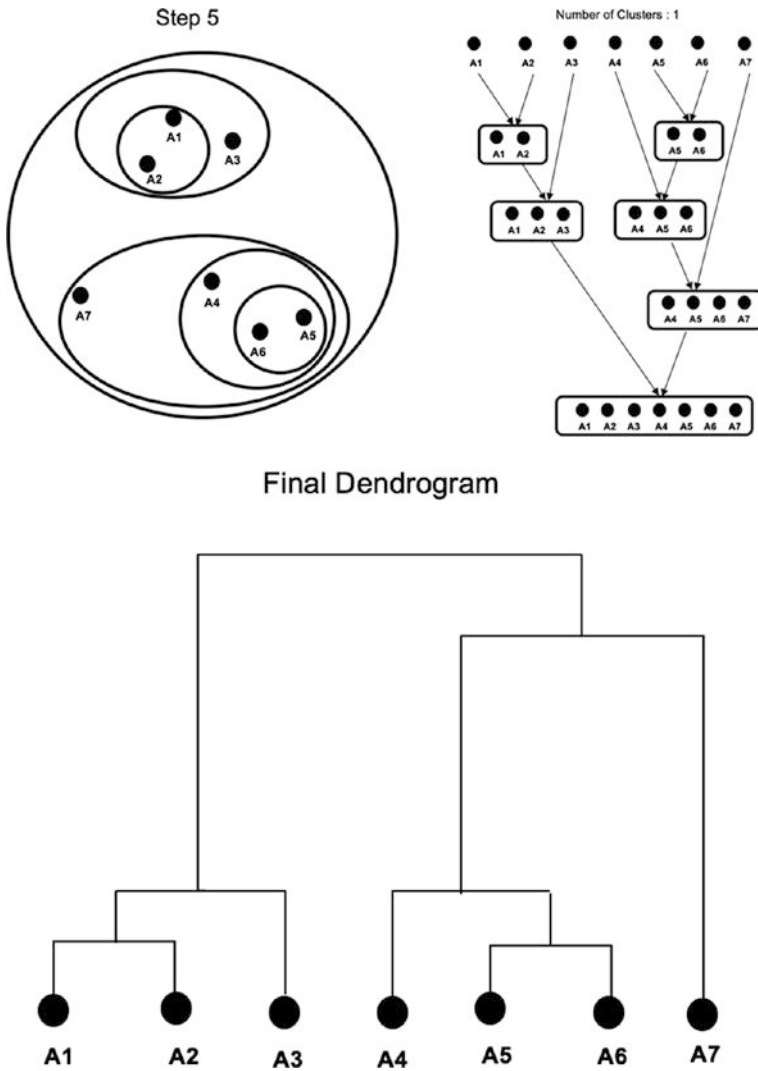 Step 5
A1
A2
A3
A7
A4
A6
A5
Number of Clusters : 1
A1 A2 A3 A4 A5 A6 A7
A1 A2
A5 A6
A1 A2 A3
A4 A5 A6
A4 A5 A6 A7
A1 A2 A3 A4 A5 A6 A7
Final Dendrogram
A1 A2 A3 A4 A5 A6 A7